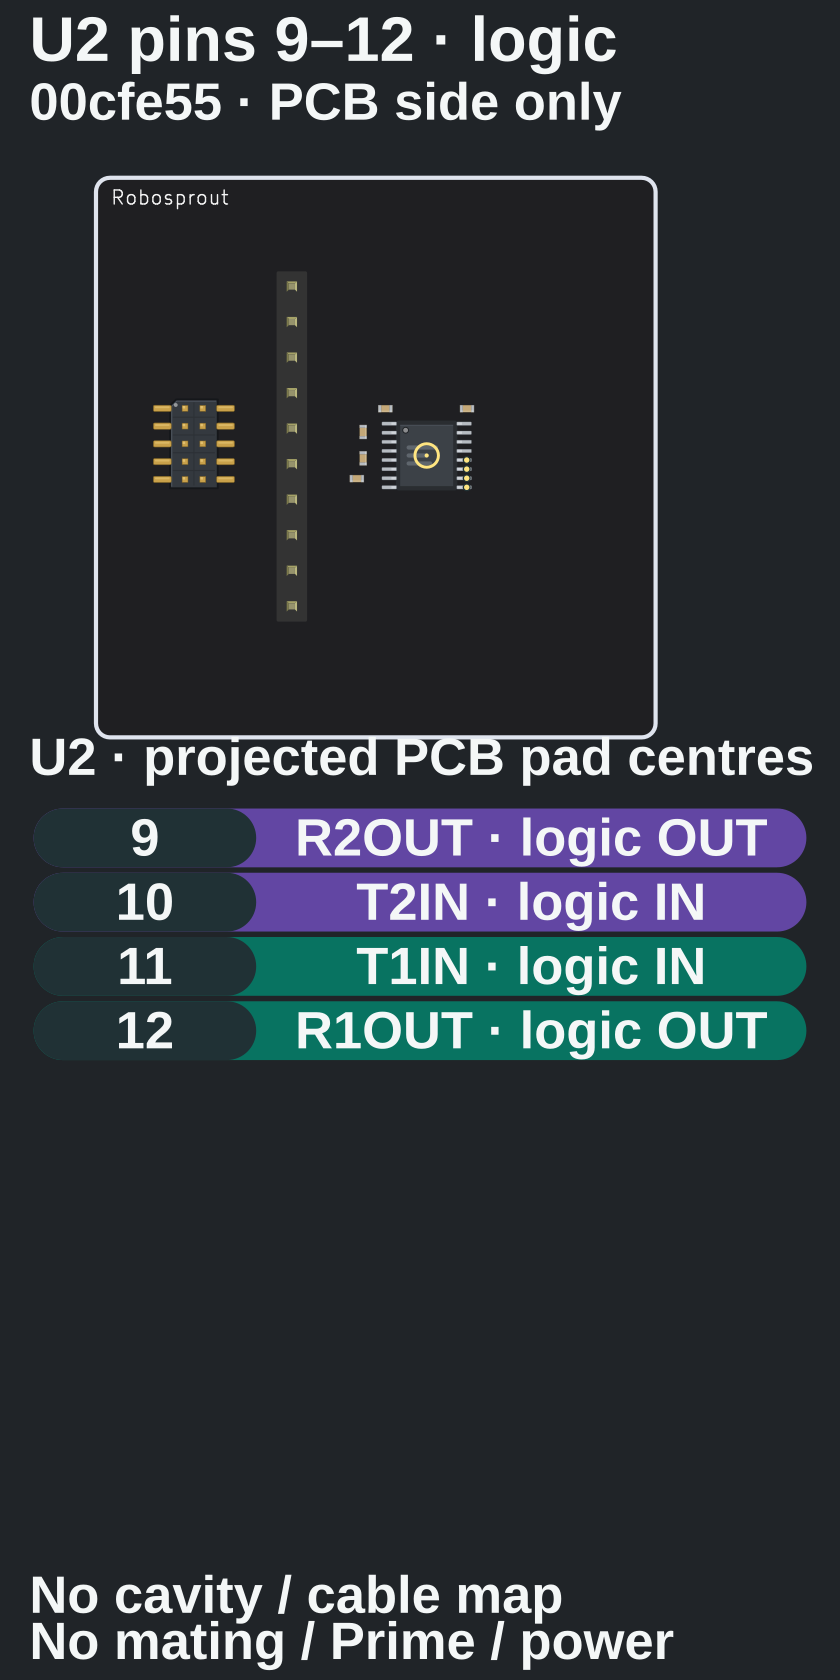 U2 pins 9–12 · logic
00cfe55 · PCB side only
Robosprout
U2 · projected PCB pad centres
9 R2OUT · logic OUT
10 T2IN · logic IN
11 T1IN · logic IN
12 R1OUT · logic OUT
No cavity / cable map
No mating / Prime / power